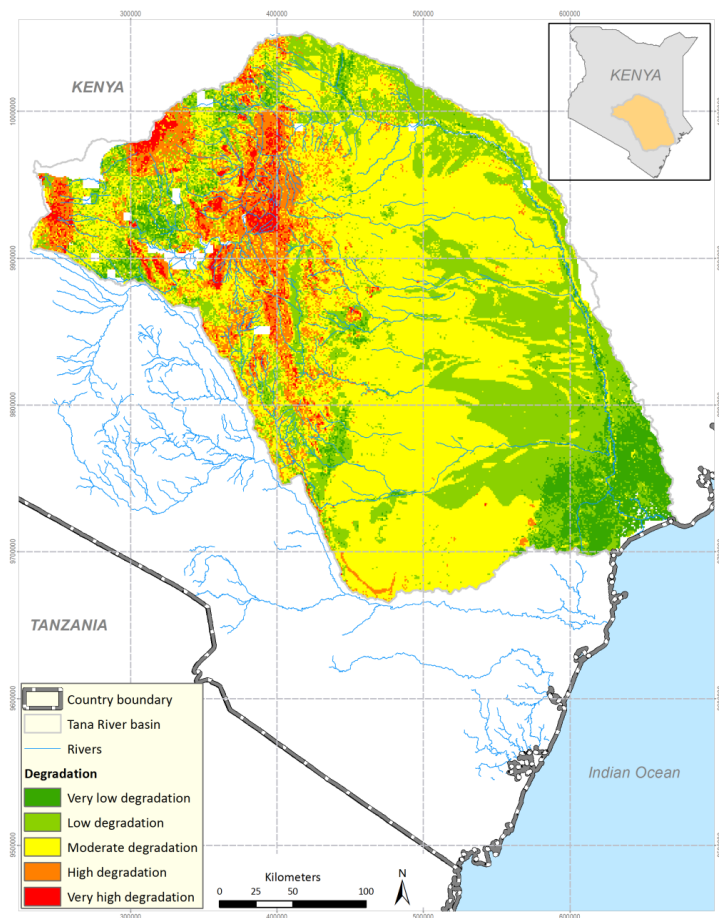 300000
400000
500000
600000
KENYA
KENYA
10000000
9900000
9800000
9700000
TANZANIA
9600000
Country boundary
Tana River basin
Rivers
Degradation
Very low degradation
Low degradation
Moderate degradation
High degradation
Very high degradation
Indian Ocean
9500000
Kilometers
0 25 50 100
N
300000
400000
500000
600000